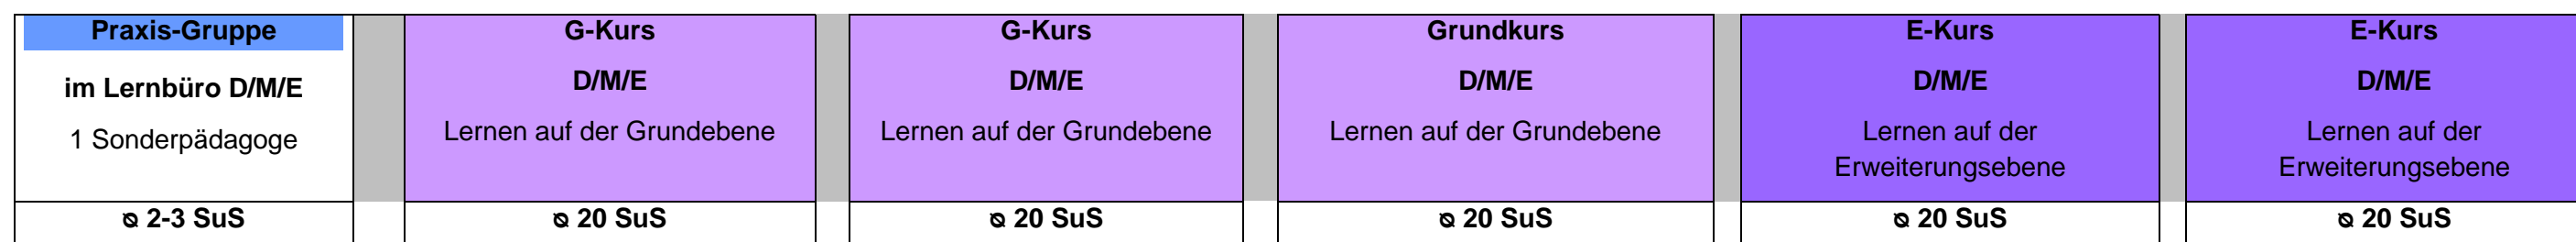 Praxis-Gruppe
im Lernbüro D/M/E
1 Sonderpädagoge
ᴓ 2-3 SuS
G-Kurs
D/M/E
Lernen auf der Grundebene
ᴓ 20 SuS
G-Kurs
D/M/E
Lernen auf der Grundebene
ᴓ 20 SuS
Grundkurs
D/M/E
Lernen auf der Grundebene
ᴓ 20 SuS
E-Kurs
D/M/E
Lernen auf der
Erweiterungsebene
ᴓ 20 SuS
E-Kurs
D/M/E
Lernen auf der
Erweiterungsebene
ᴓ 20 SuS